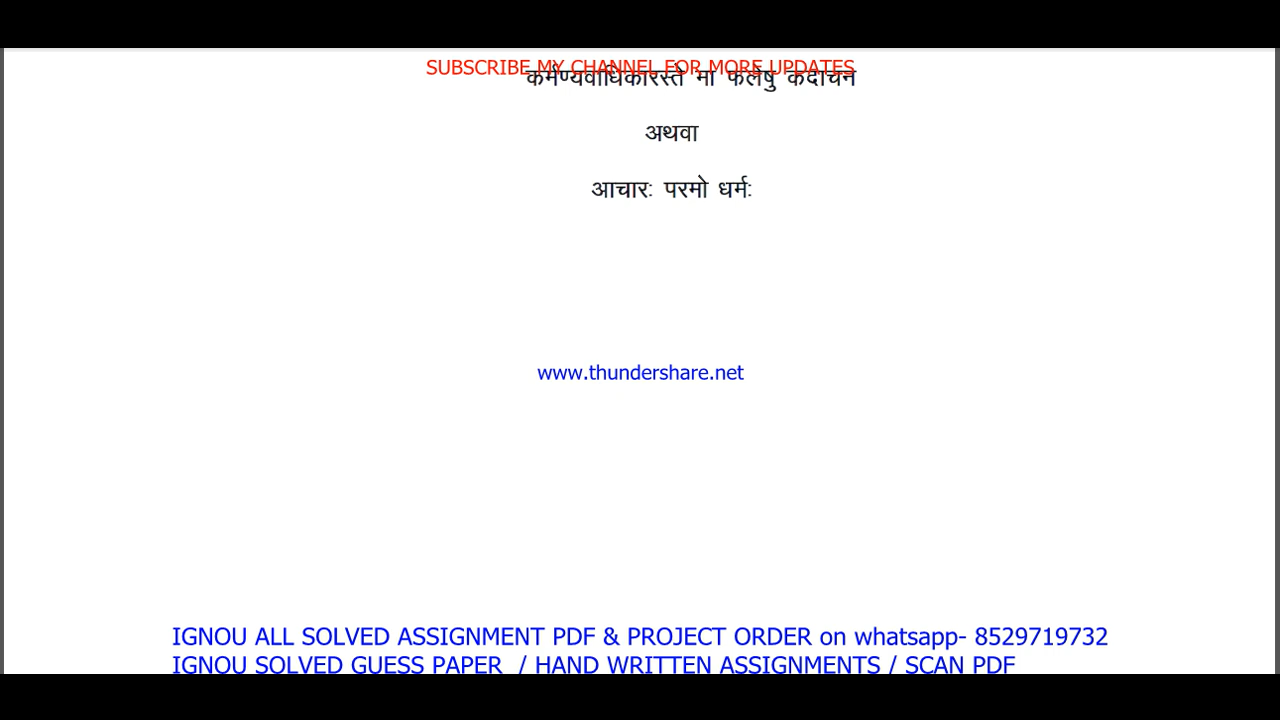 SUBSCRIBE MY CHANNEL FOR MORE UPDATES
कर्मण्यवाधिकारस्ते मा फलेषु कदाचन
अथवा
आचारः परमो धर्मः
www.thundershare.net
IGNOU ALL SOLVED ASSIGNMENT PDF & PROJECT ORDER on whatsapp- 8529719732
IGNOU SOLVED GUESS PAPER / HAND WRITTEN ASSIGNMENTS / SCAN PDF